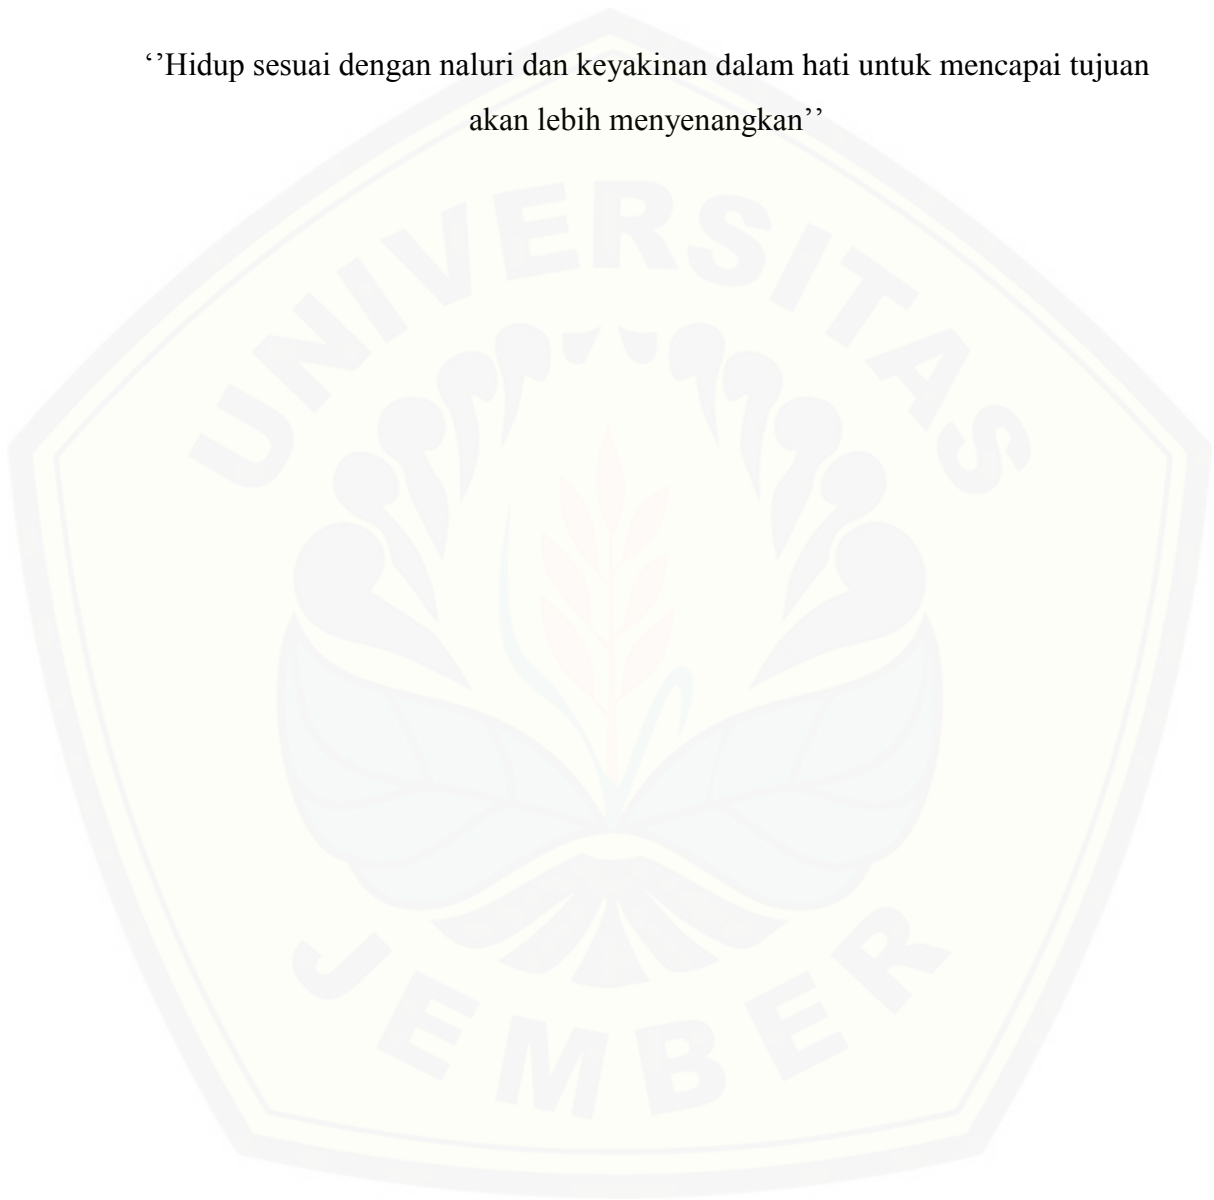 ‘’Hidup sesuai dengan naluri dan keyakinan dalam hati untuk mencapai tujuan
akan lebih menyenangkan’’
UNIVERSITAS
JEMBER